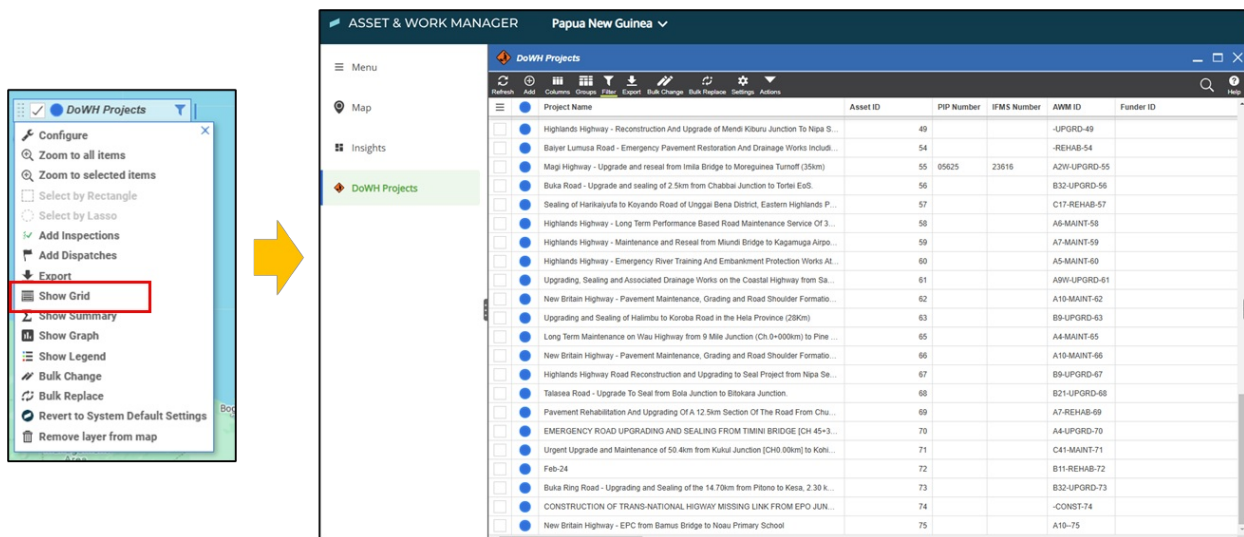 DoWH Projects
Configure
Zoom to all items
Zoom to selected items
Select by Rectangle
Select by Lasso
Add Inspections
Add Dispatches
Export
Show Grid
Show Summary
Show Graph
Show Legend
Bulk Change
Bulk Replace
Revert to System Default Settings
Remove layer from map
ASSET & WORK MANAGER Papua New Guinea
Menu
Map
Insights
DoWH Projects
DoWH Projects
Refresh Add Columns Groups Filter Export Bulk Change Bulk Replace Settings Actions Help
Project Name Asset ID PIP Number IFMS Number AWM ID Funder ID
Highlands Highway - Reconstruction And Upgrade of Mendi Kiburu Junction To Nipa S... 49 -UPGRD-49
Baiyer Lumusa Road - Emergency Pavement Restoration And Drainage Works Includi... 54 -REHAB-54
Magi Highway - Upgrade and reseal from Imila Bridge to Moreguinea Turnoff (35km) 55 05625 23616 A2W-UPGRD-55
Buka Road - Upgrade and sealing of 2.5km from Chabbai Junction to Tortei EoS. 56 B32-UPGRD-56
Sealing of Harikaiyufa to Koyando Road of Unggai Bena District, Eastern Highlands P... 57 C17-REHAB-57
Highlands Highway - Long Term Performance Based Road Maintenance Service Of 3... 58 A6-MAINT-58
Highlands Highway - Maintenance and Reseal from Miundi Bridge to Kagamuga Airpo... 59 A7-MAINT-59
Highlands Highway - Emergency River Training And Embankment Protection Works At... 60 A5-MAINT-60
Upgrading, Sealing and Associated Drainage Works on the Coastal Highway from Sa... 61 A9W-UPGRD-61
New Britain Highway - Pavement Maintenance, Grading and Road Shoulder Formatio... 62 A10-MAINT-62
Upgrading and Sealing of Halimbu to Koroba Road in the Hela Province (28Km) 63 B9-UPGRD-63
Long Term Maintenance on Wau Highway from 9 Mile Junction (Ch.0+000km) to Pine ... 65 A4-MAINT-65
New Britain Highway - Pavement Maintenance, Grading and Road Shoulder Formatio... 66 A10-MAINT-66
Highlands Highway Road Reconstruction and Upgrading to Seal Project from Nipa Se... 67 B9-UPGRD-67
Talasea Road - Upgrade To Seal from Bola Junction to Bitokara Junction. 68 B21-UPGRD-68
Pavement Rehabilitation And Upgrading Of A 12.5km Section Of The Road From Chu... 69 A7-REHAB-69
EMERGENCY ROAD UPGRADING AND SEALING FROM TIMINI BRIDGE [CH 45+3... 70 A4-UPGRD-70
Urgent Upgrade and Maintenance of 50.4km from Kukul Junction [CH0.00km] to Kohi... 71 C41-MAINT-71
Feb-24 72 B11-REHAB-72
Buka Ring Road - Upgrading and Sealing of the 14.70km from Pitono to Kesa, 2.30 k... 73 B32-UPGRD-73
CONSTRUCTION OF TRANS-NATIONAL HIGWAY MISSING LINK FROM EPO JUN... 74 -CONST-74
New Britain Highway - EPC from Bamus Bridge to Noau Primary School 75 A10--75